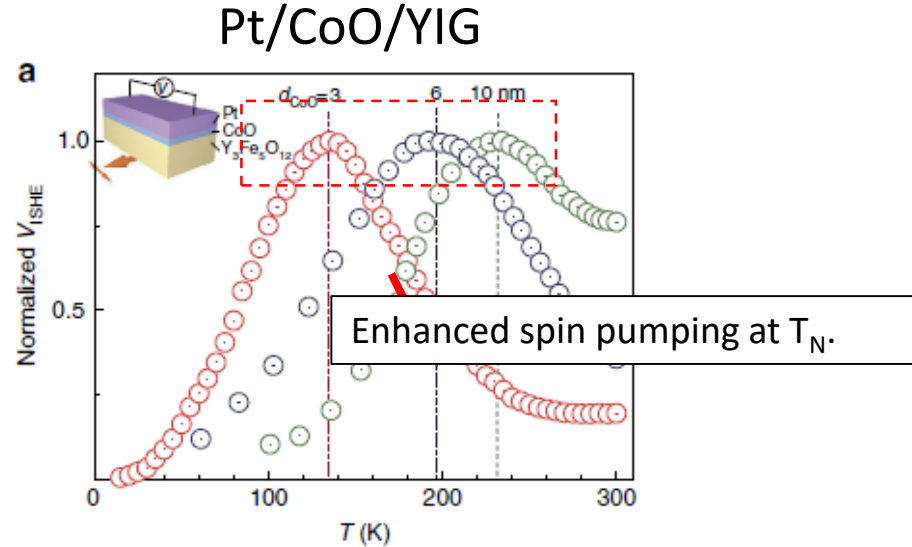 Pt/CoO/YIG
a
d_CoO=3 6 10 nm
V
Pt
CoO
Y3Fe5O12
1.0
0.5
Normalized V_ISHE
Enhanced spin pumping at T_N.
0 100 200 300
T (K)